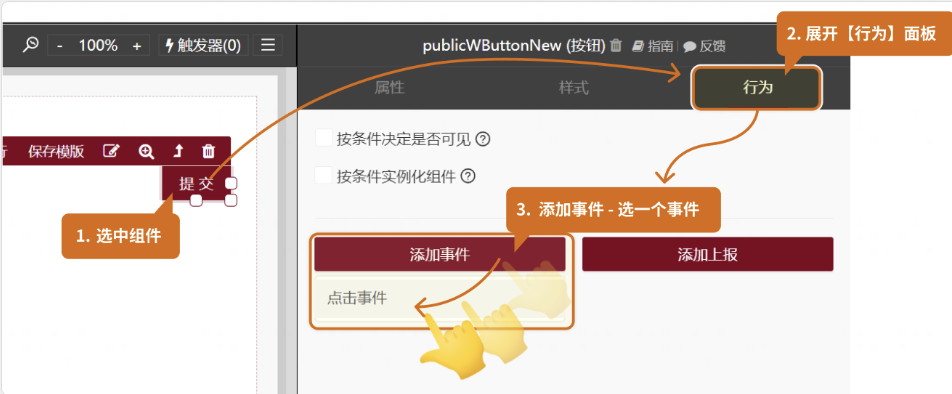 2. 展开【行为】面板
- 100% + 触发器(0)
publicWButtonNew (按钮) 指南 反馈
属性 样式 行为
按条件决定是否可见
保存模版
按条件实例化组件
提 交
3. 添加事件 - 选一个事件
1. 选中组件
添加事件 添加上报
点击事件